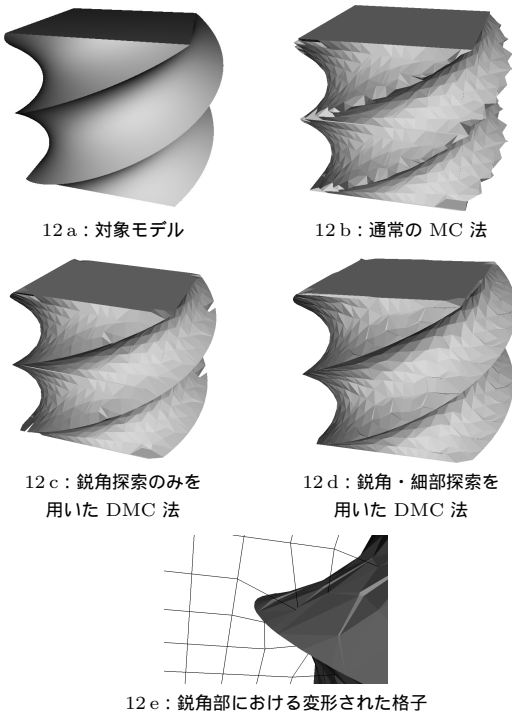 12 a：対象モデル
12 b：通常の MC 法
12 c：鋭角探索のみを
用いた DMC 法
12 d：鋭角・細部探索を
用いた DMC 法
12 e：鋭角部における変形された格子